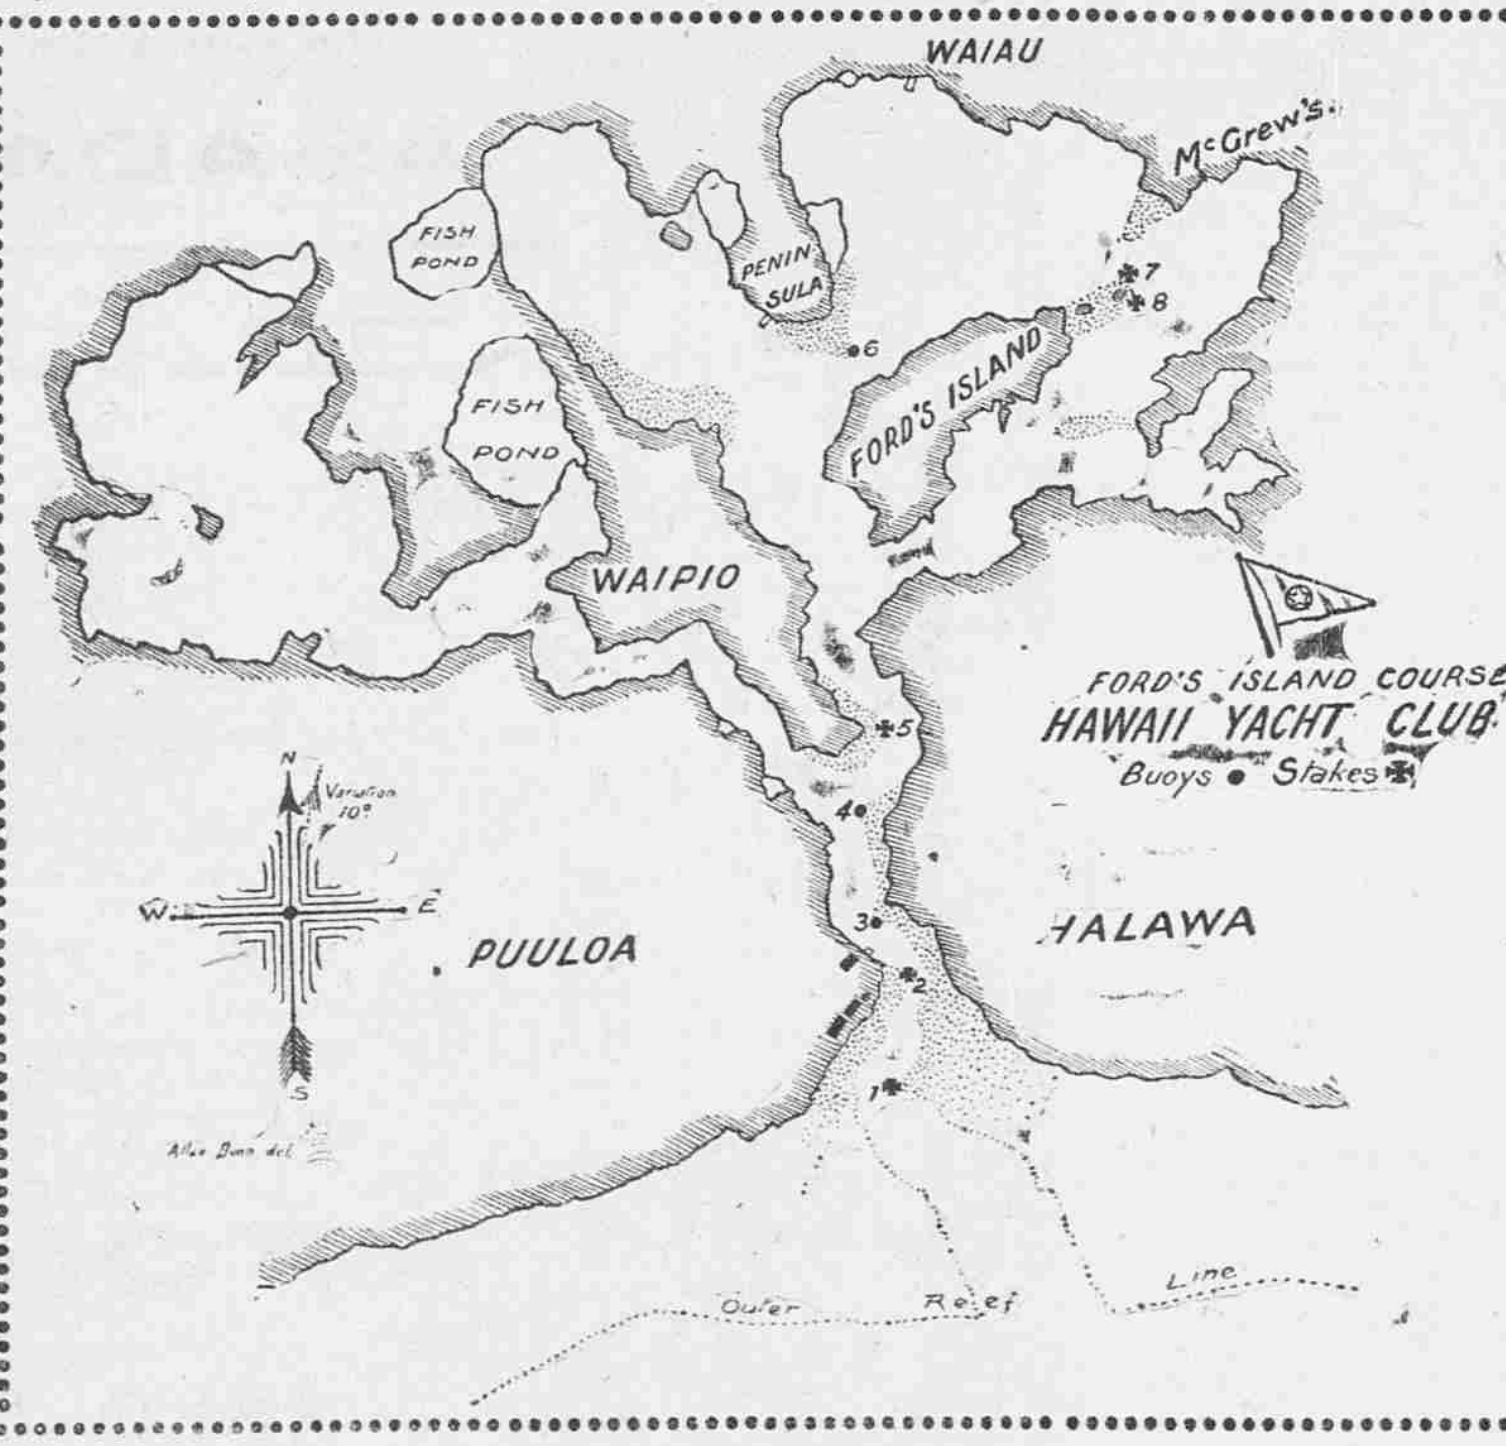 WAIAU
McGrew's.
FISH
POND
PENIN
SULA
7
8
6
FORD'S ISLAND
FISH
POND
WAIPIO
FORD'S ISLAND COURSE
HAWAII YACHT CLUB.
Buoys ● Stakes ✠
5
4
3
2
1
N
Variation
10°
W E
S
PUULOA
HALAWA
Outer Reef Line